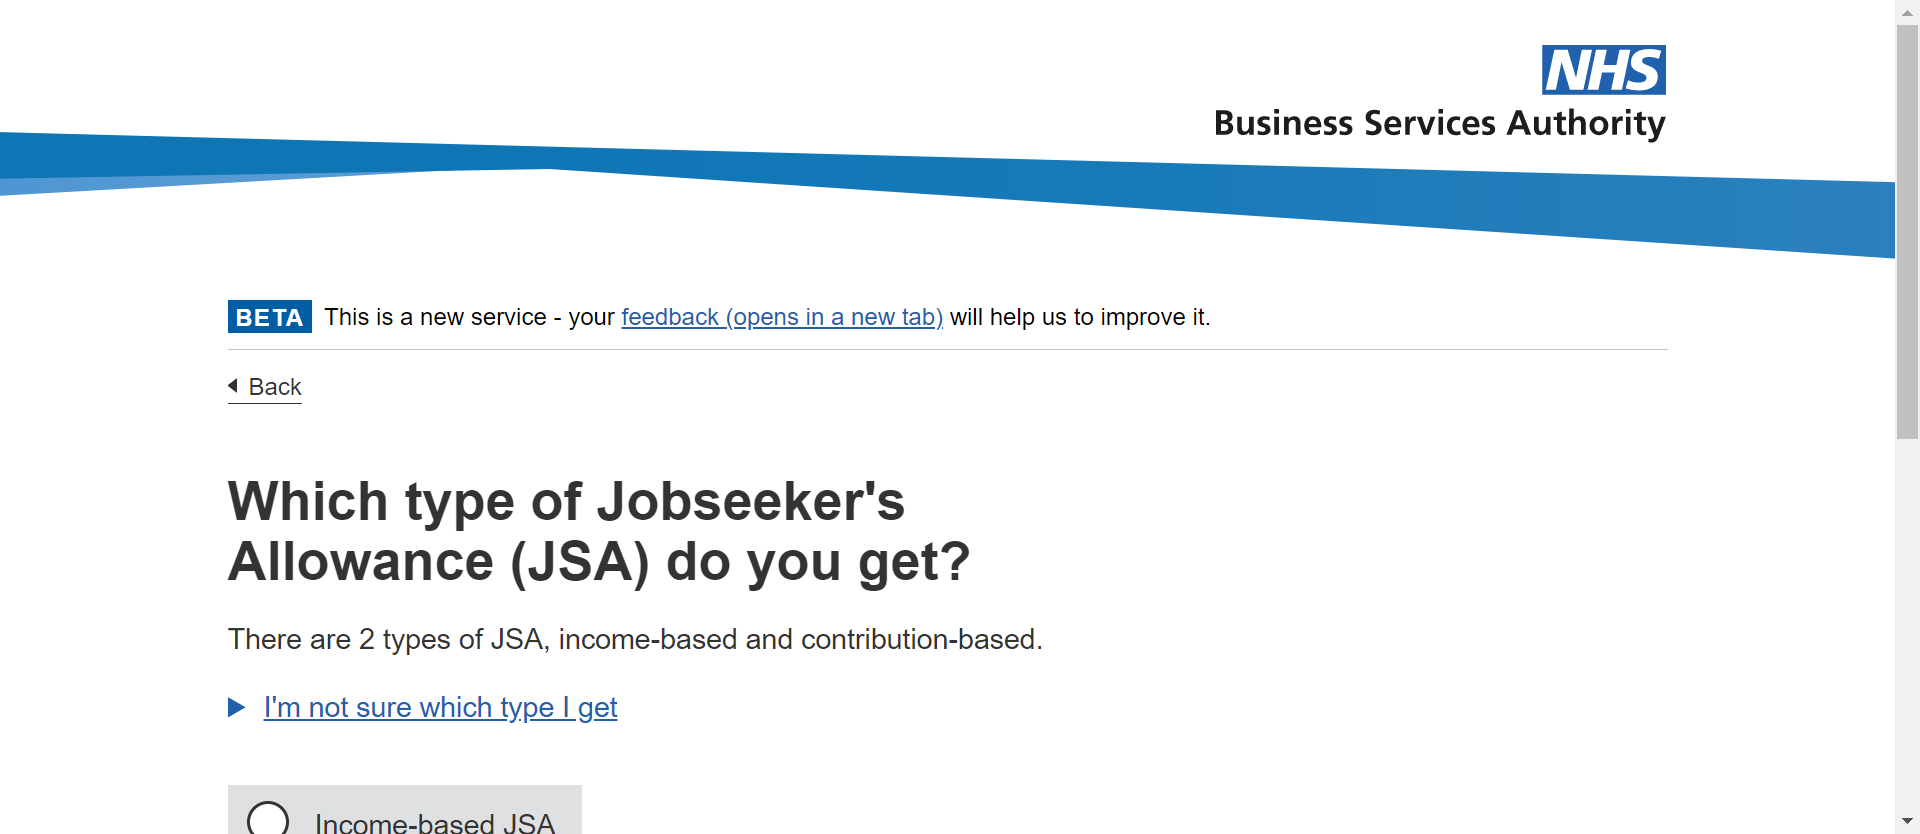 NHS
Business Services Authority
BETA This is a new service - your feedback (opens in a new tab) will help us to improve it.
Back
Which type of Jobseeker's
Allowance (JSA) do you get?
There are 2 types of JSA, income-based and contribution-based.
I'm not sure which type I get
Income-based JSA